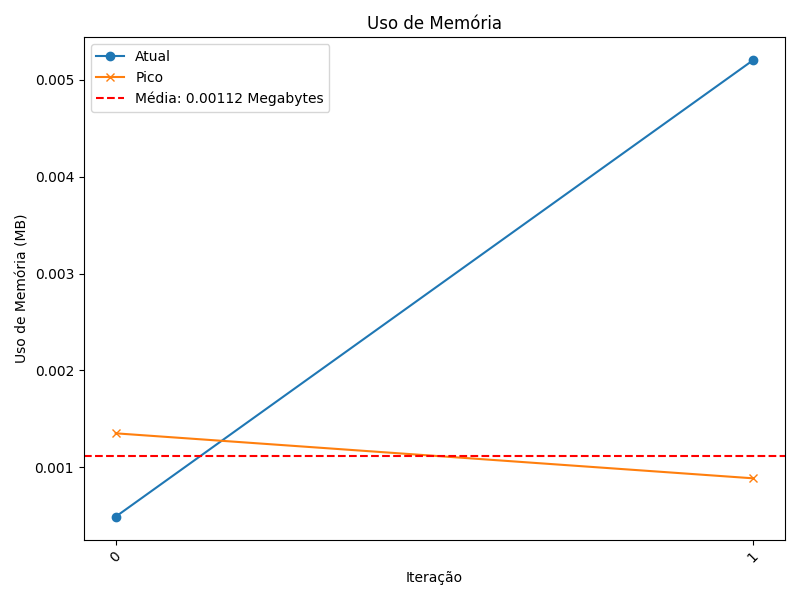 Uso de Memória
Atual
Pico
Média: 0.00112 Megabytes
0.005
0.004
0.003
0.002
0.001
Uso de Memória (MB)
0
1
Iteração